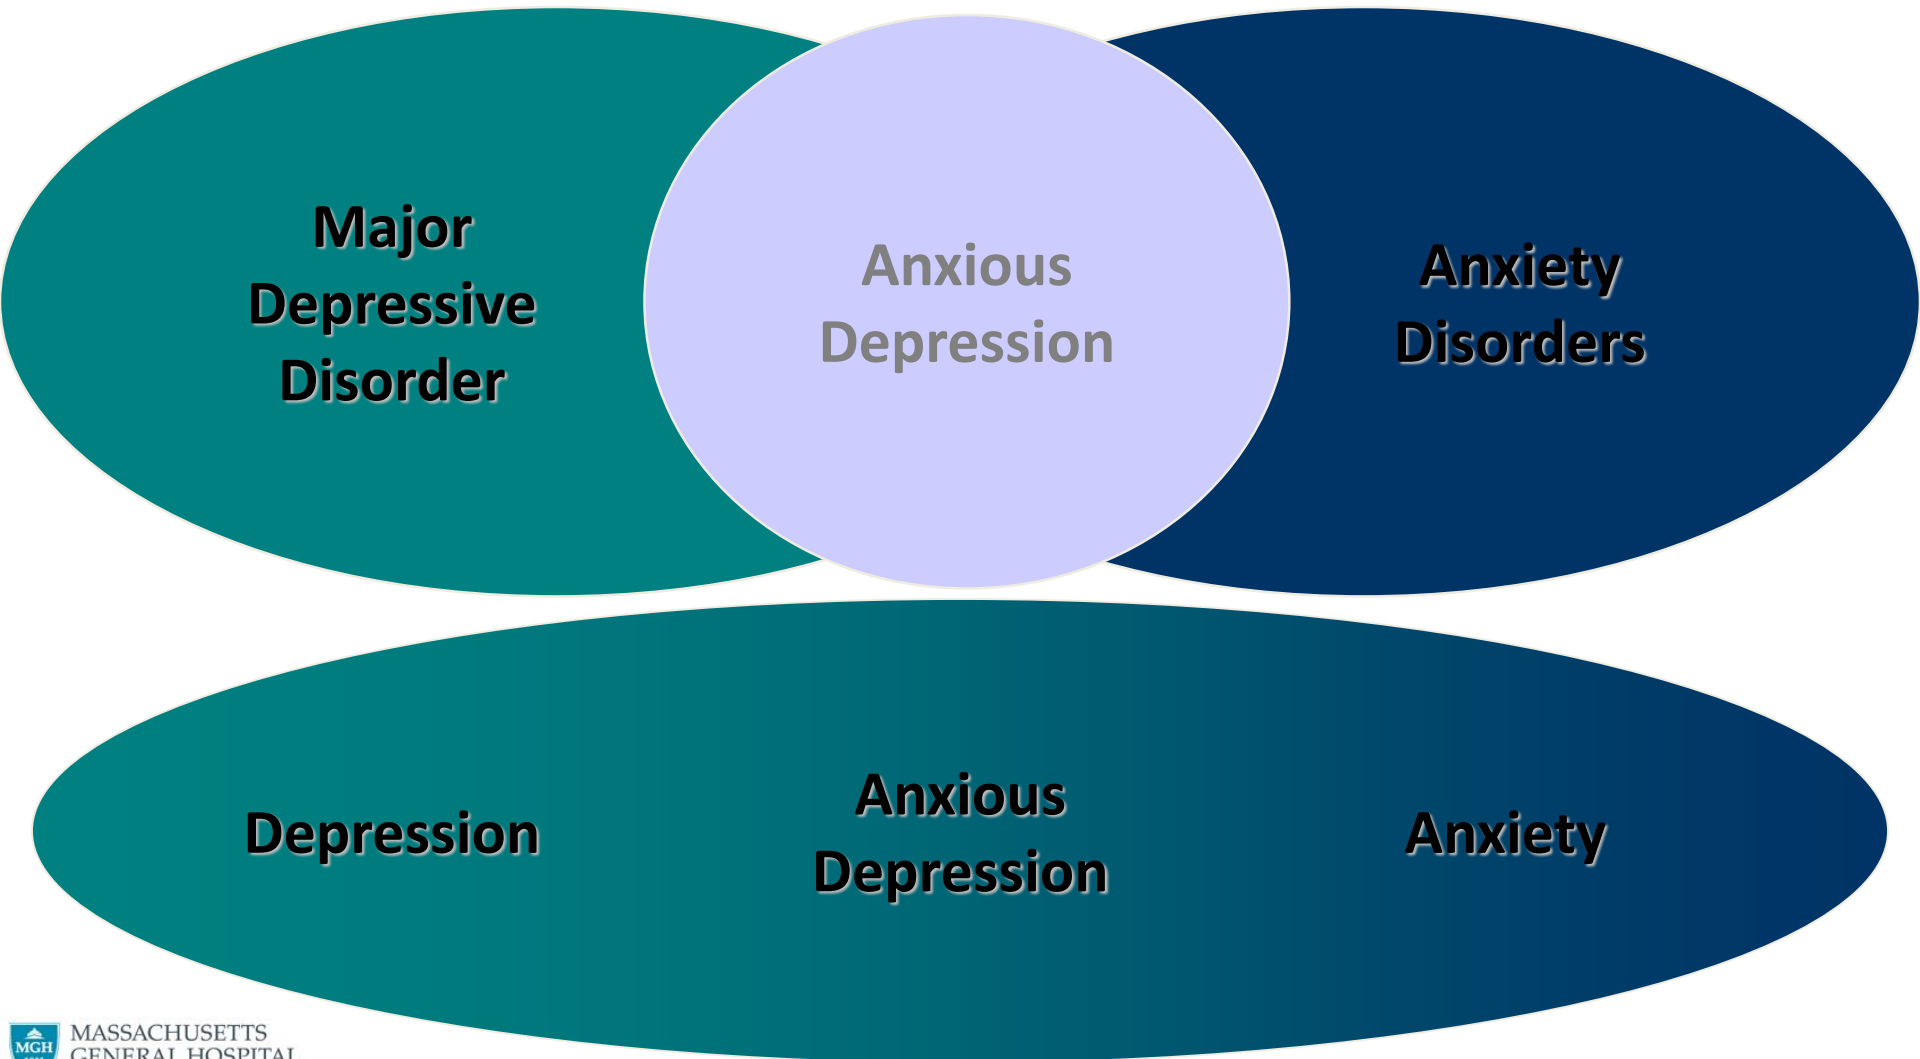 Major
Depressive
Disorder
Anxious
Depression
Anxiety
Disorders
Depression
Anxious
Depression
Anxiety
MGH
MASSACHUSETTS
GENERAL HOSPITAL